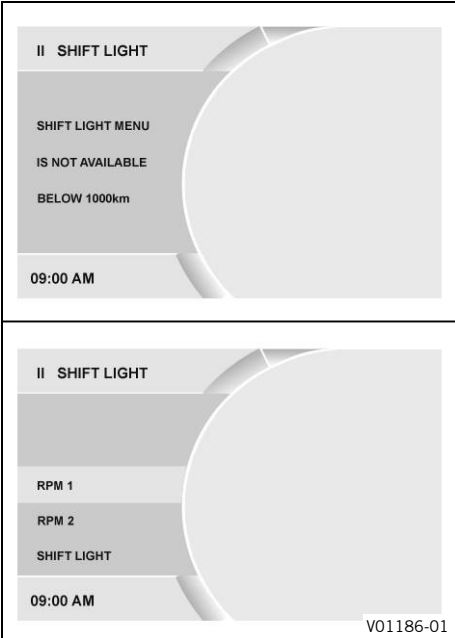 II SHIFT LIGHT
SHIFT LIGHT MENU
IS NOT AVAILABLE
BELOW 1000km
09:00 AM
II SHIFT LIGHT
RPM 1
RPM 2
SHIFT LIGHT
09:00 AM
V01186-01